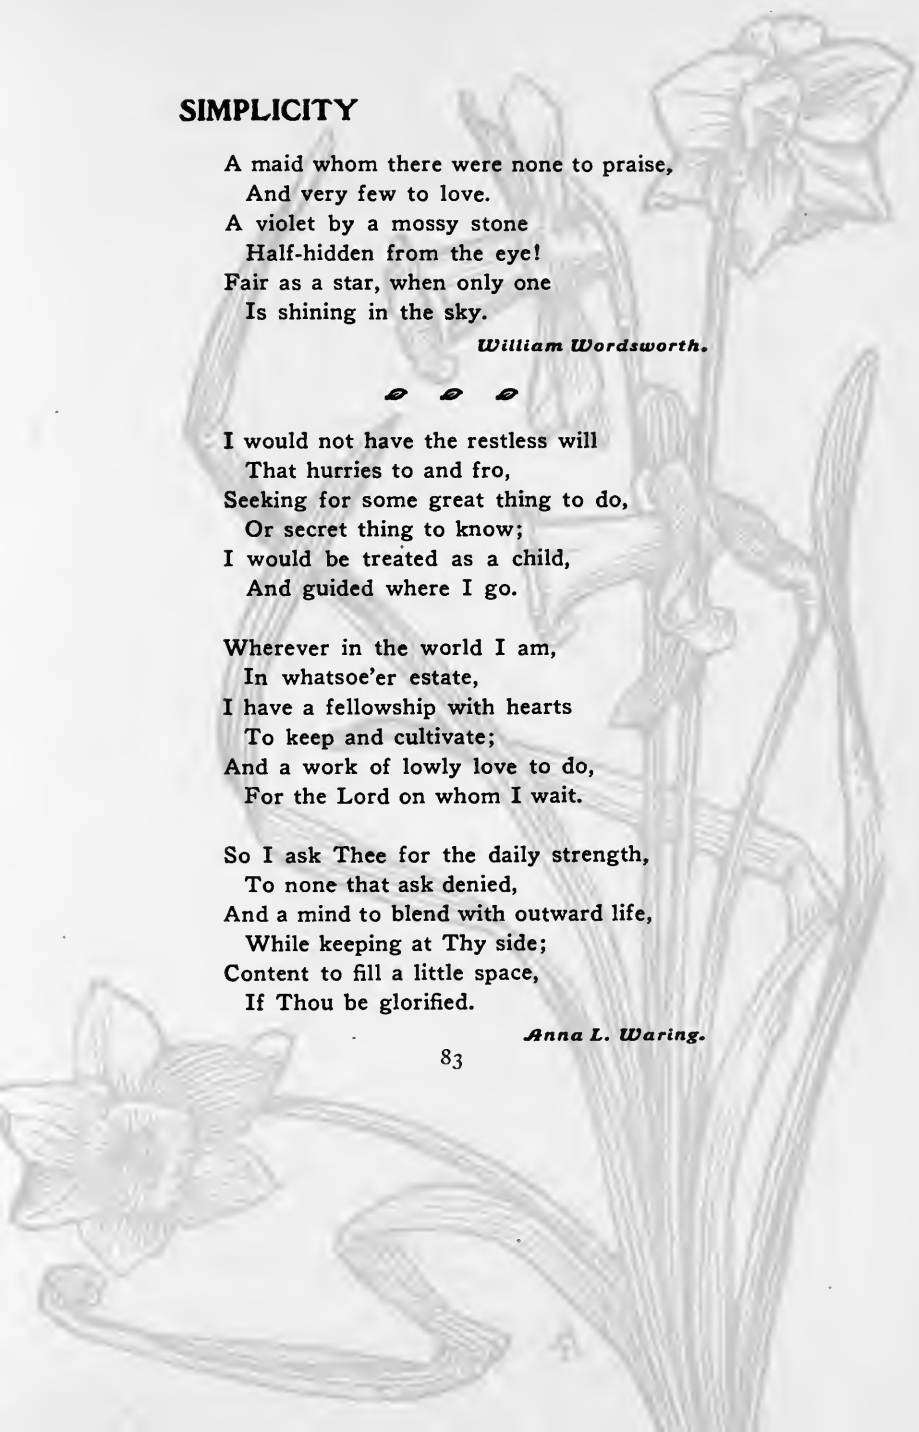 SIMPLICITY
A maid whom there were none to praise,
And very few to love.
A violet by a mossy stone
Half-hidden from the eye!
Fair as a star, when only one
Is shining in the sky.
William Wordsworth.
I would not have the restless will
That hurries to and fro,
Seeking for some great thing to do,
Or secret thing to know;
I would be treated as a child,
And guided where I go.
Wherever in the world I am,
In whatsoe'er estate,
I have a fellowship with hearts
To keep and cultivate;
And a work of lowly love to do,
For the Lord on whom I wait.
So I ask Thee for the daily strength,
To none that ask denied,
And a mind to blend with outward life,
While keeping at Thy side;
Content to fill a little space,
If Thou be glorified.
Anna L. Waring.
83